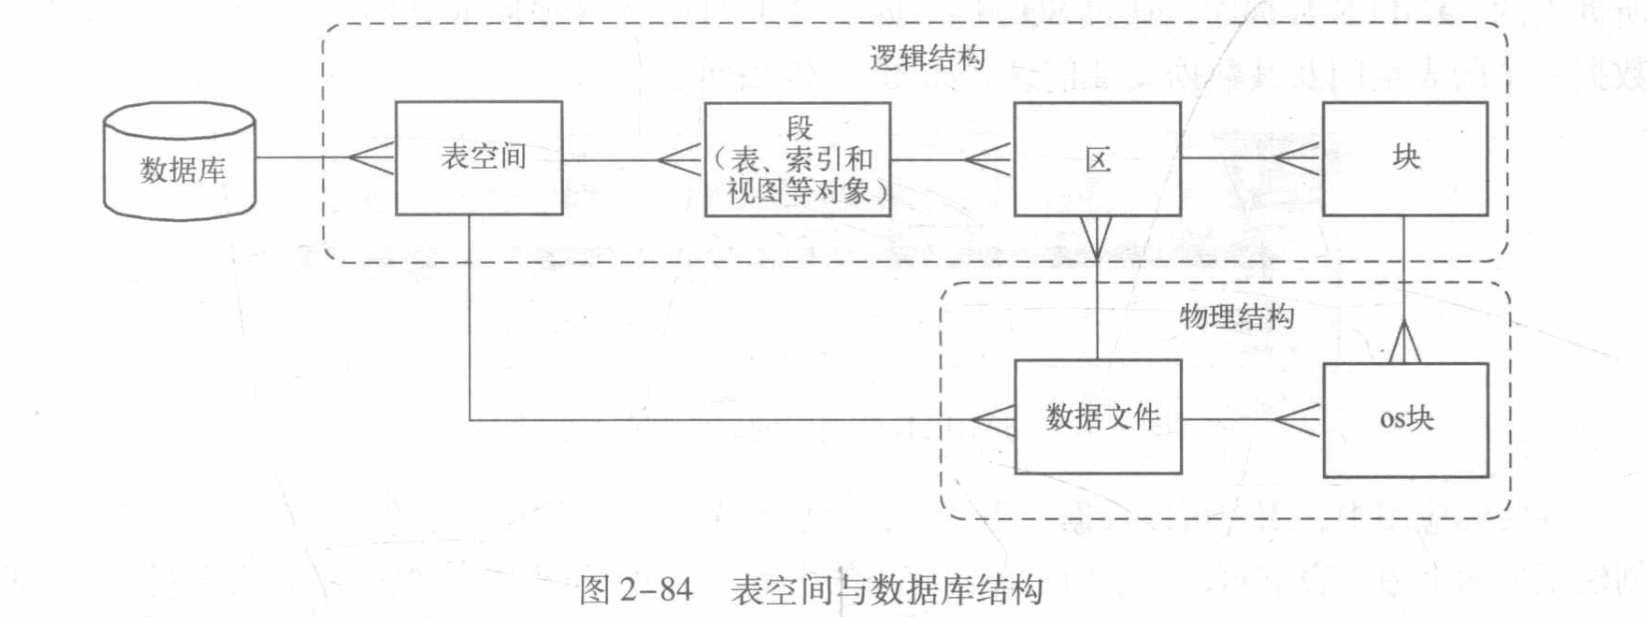 逻辑结构
数据库
表空间
段
（表、索引和
视图等对象）
区
块
物理结构
数据文件
os块
图 2-84 表空间与数据库结构